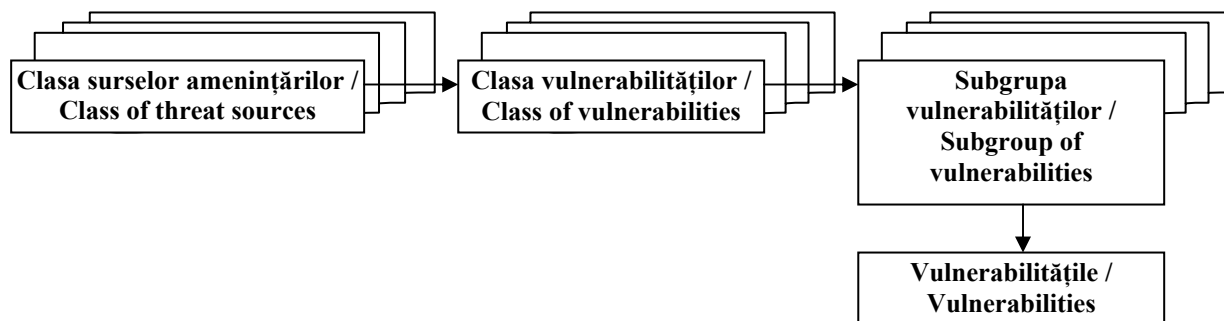 Clasa surselor amenințărilor /
Class of threat sources
Clasa vulnerabilităților /
Class of vulnerabilities
Subgrupa
vulnerabilităților /
Subgroup of
vulnerabilities
Vulnerabilitățile /
Vulnerabilities